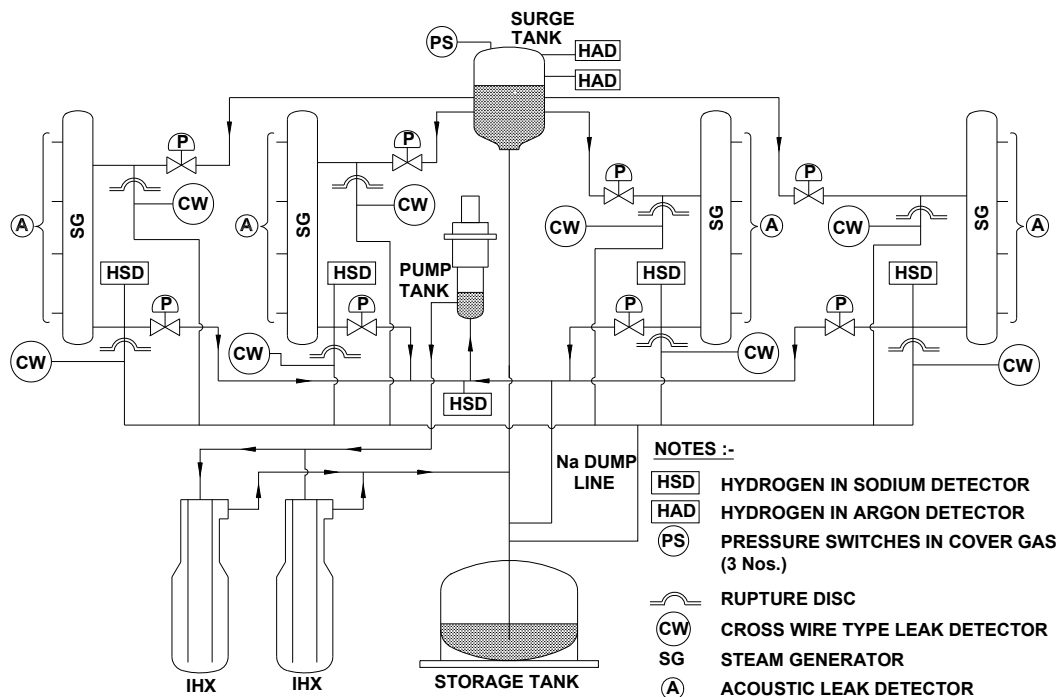 SURGE
TANK
PS
HAD
HAD
P
P
P
P
A
SG
CW
A
SG
CW
CW
SG
A
CW
SG
A
HSD
HSD
PUMP
TANK
HSD
HSD
P
P
P
P
CW
CW
CW
CW
HSD
Na DUMP
LINE
IHX
IHX
STORAGE TANK
NOTES :-
HSD HYDROGEN IN SODIUM DETECTOR
HAD HYDROGEN IN ARGON DETECTOR
PS PRESSURE SWITCHES IN COVER GAS
(3 Nos.)
RUPTURE DISC
CW CROSS WIRE TYPE LEAK DETECTOR
SG STEAM GENERATOR
A ACOUSTIC LEAK DETECTOR